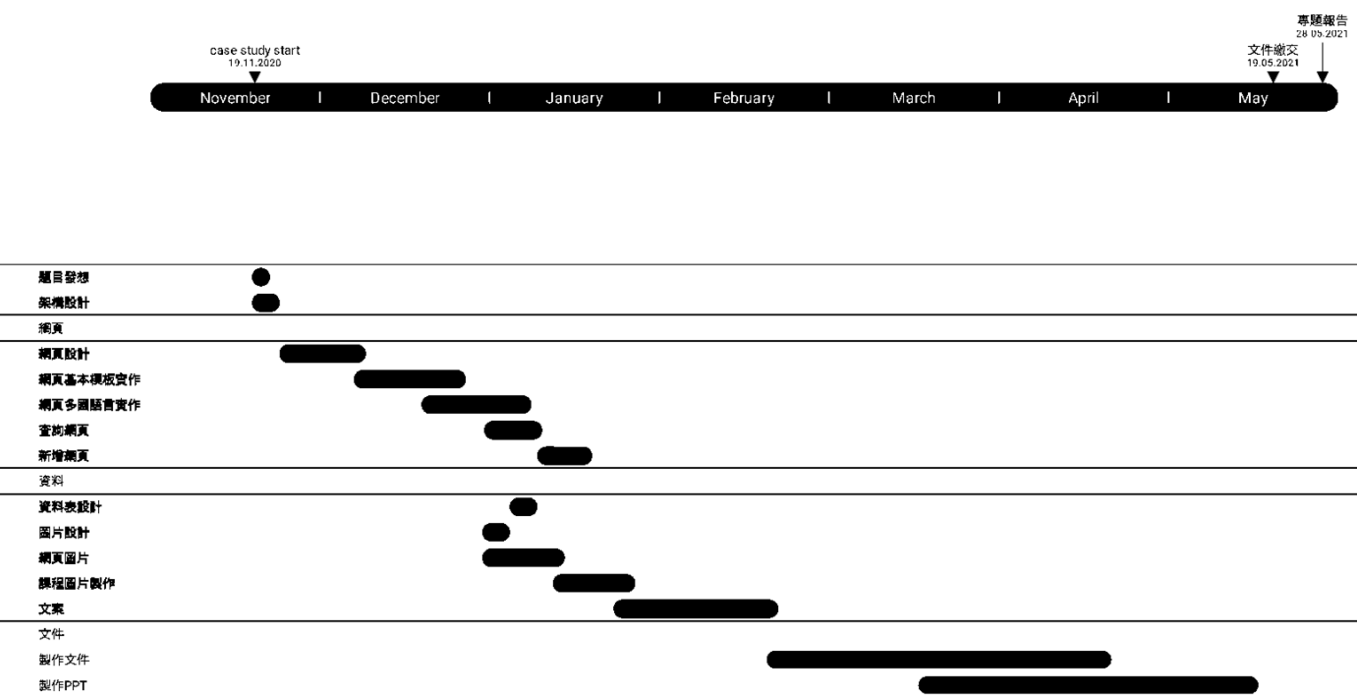 專題報告
28.05.2021
case study start
19.11.2020
文件繳交
19.05.2021
November | December | January | February | March | April | May
題目發想
架構設計
網頁
網頁設計
網頁基本模板實作
網頁多國語言實作
查詢網頁
新增網頁
資料
資料表設計
圖片設計
網頁圖片
課程圖片製作
文案
文件
製作文件
製作PPT